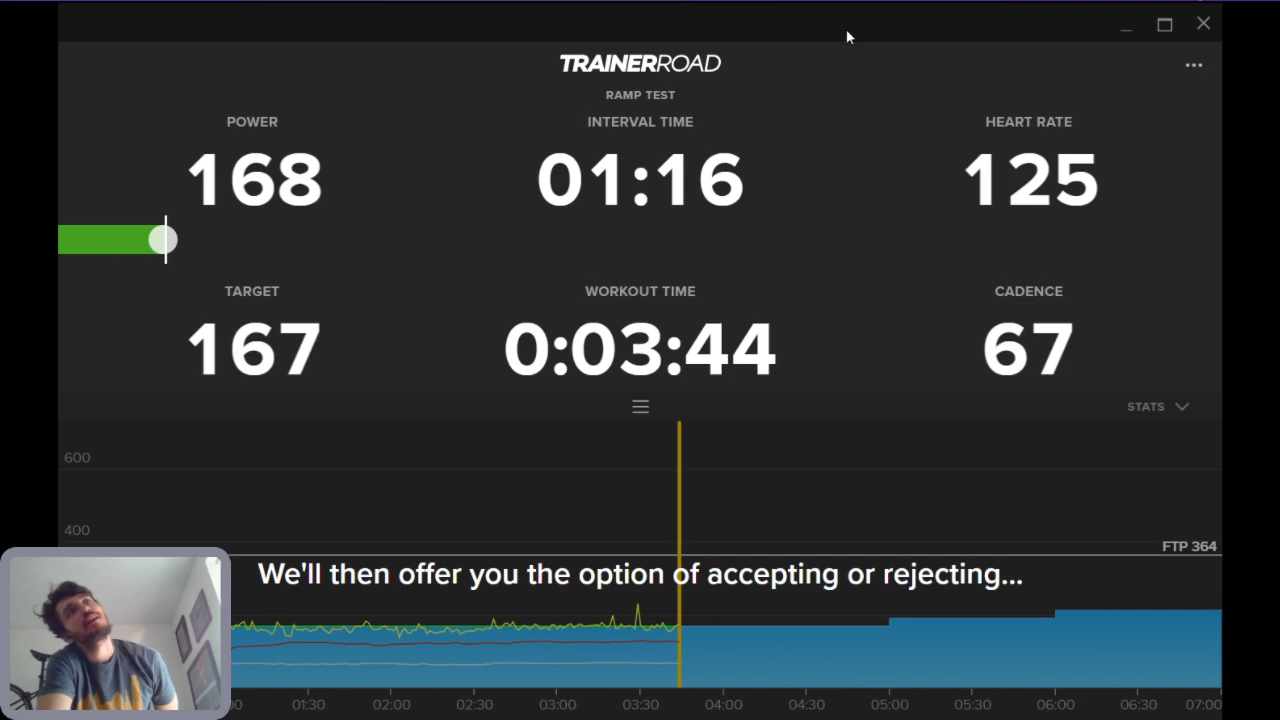 TRAINERROAD
RAMP TEST
POWER
INTERVAL TIME
HEART RATE
168
01:16
125
TARGET
WORKOUT TIME
CADENCE
167
0:03:44
67
STATS
600
400
FTP 364
We'll then offer you the option of accepting or rejecting...
00 01:30 02:00 02:30 03:00 03:30 04:00 04:30 05:00 05:30 06:00 06:30 07:00